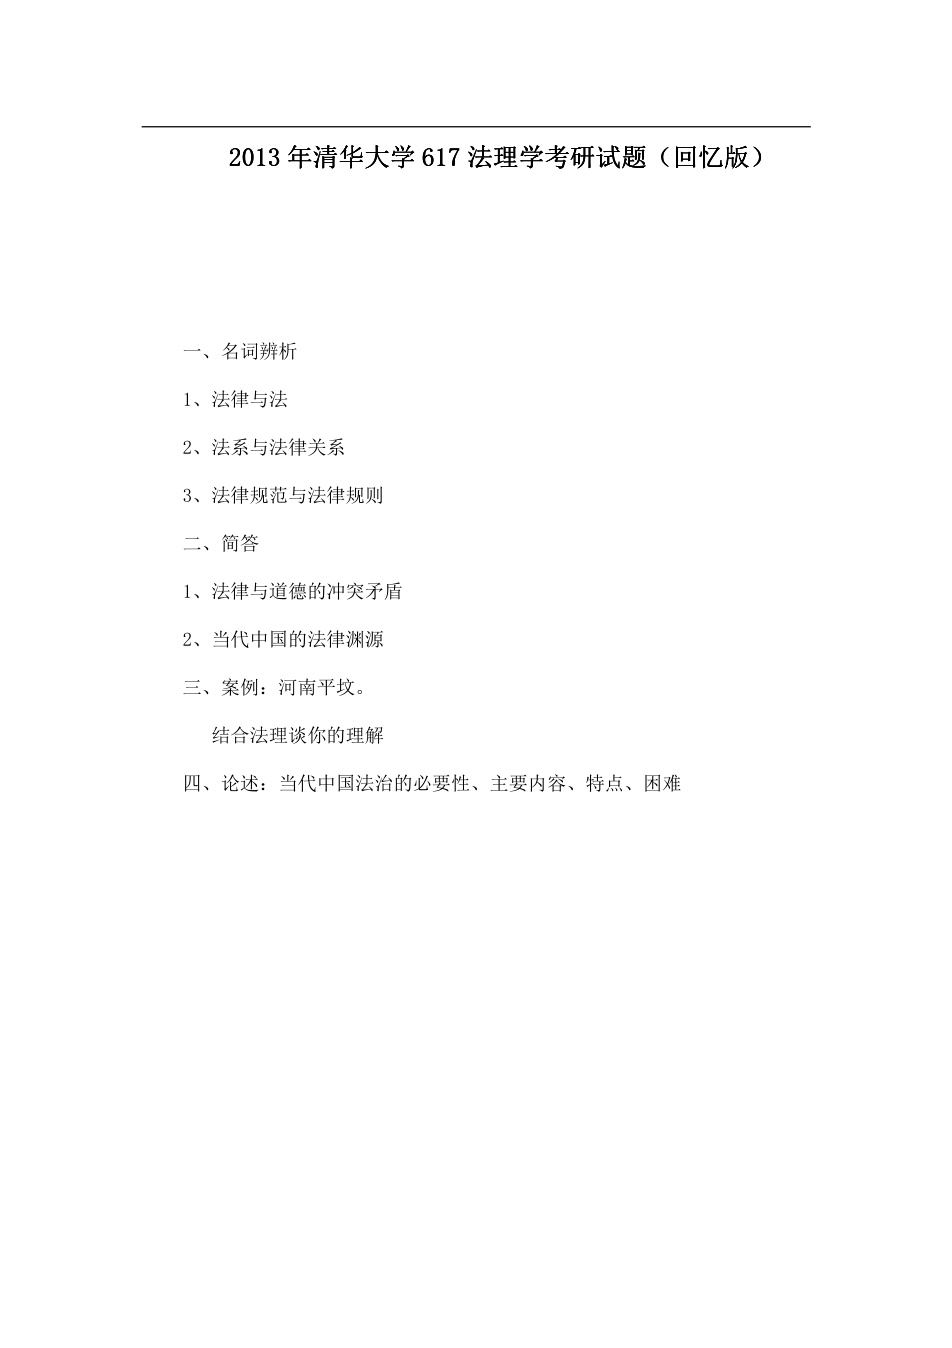 2013年清华大学617法理学考研试题（回忆版）
一、名词辨析
1、法律与法
2、法系与法律关系
3、法律规范与法律规则
二、简答
1、法律与道德的冲突矛盾
2、当代中国的法律渊源
三、案例：河南平坟。
结合法理谈你的理解
四、论述：当代中国法治的必要性、主要内容、特点、困难